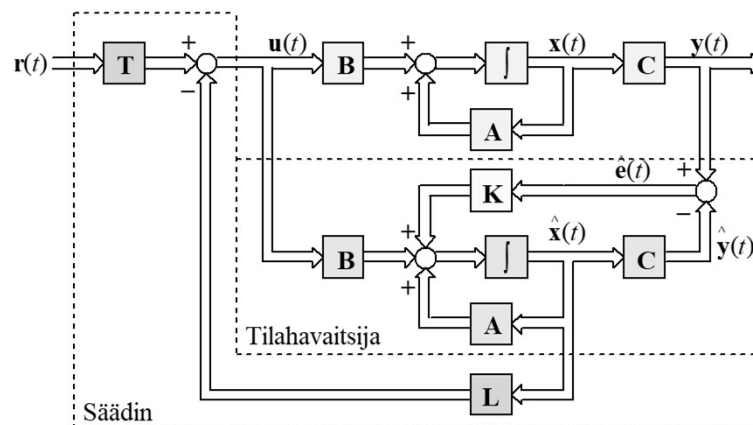 u(t) x(t) y(t)
+ +
r(t) T B ∫ C
− +
A
ê(t) +
K
−
+ x̂(t)
B ∫ C ŷ(t)
+
A
Tilahavaitsija
L
Säädin